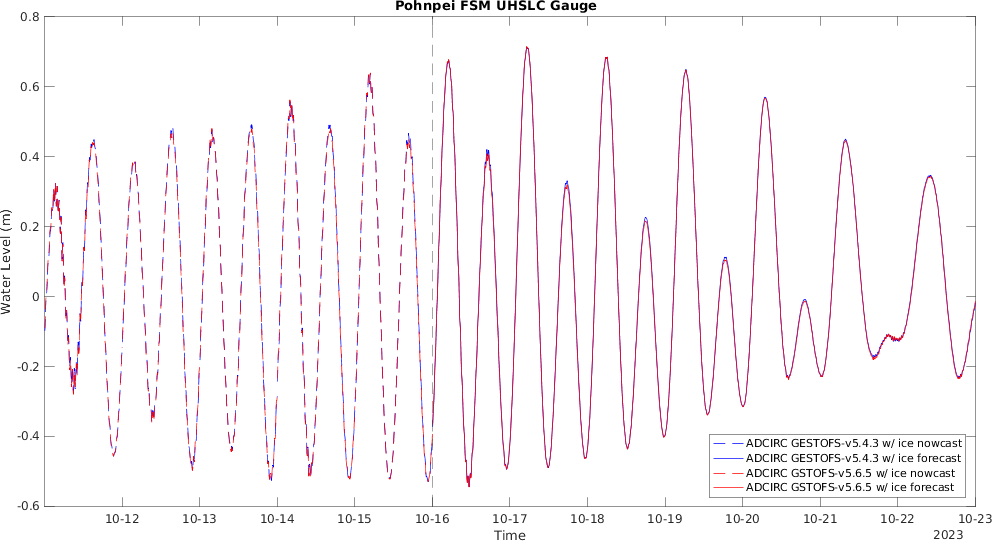 Pohnpei FSM UHSLC Gauge
0.8
0.6
0.4
0.2
0
-0.2
-0.4
-0.6
Water Level (m)
ADCIRC GESTOFS-v5.4.3 w/ ice nowcast
ADCIRC GESTOFS-v5.4.3 w/ ice forecast
ADCIRC GSTOFS-v5.6.5 w/ ice nowcast
ADCIRC GSTOFS-v5.6.5 w/ ice forecast
10-12 10-13 10-14 10-15 10-16 10-17 10-18 10-19 10-20 10-21 10-22 10-23
Time
2023